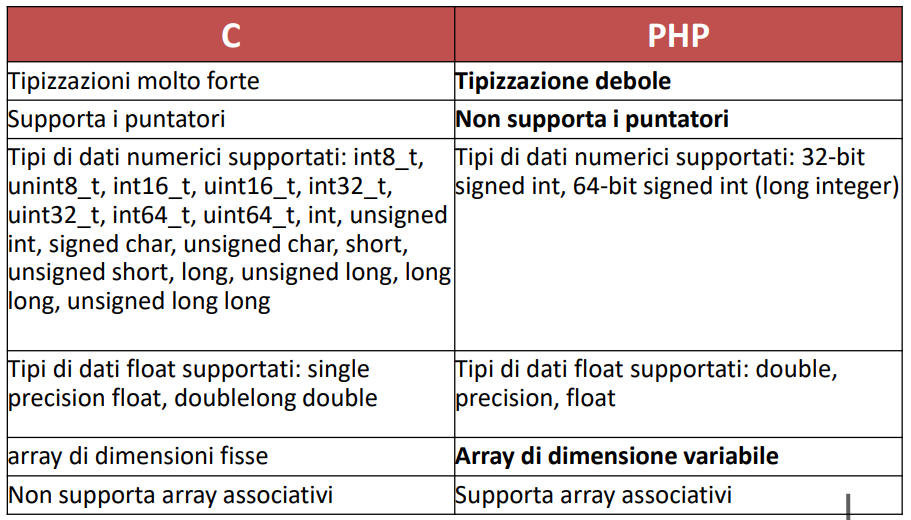 C
PHP
Tipizzazioni molto forte
Tipizzazione debole
Supporta i puntatori
Non supporta i puntatori
Tipi di dati numerici supportati: int8_t,
unint8_t, int16_t, uint16_t, int32_t,
uint32_t, int64_t, uint64_t, int, unsigned
int, signed char, unsigned char, short,
unsigned short, long, unsigned long, long
long, unsigned long long
Tipi di dati numerici supportati: 32-bit
signed int, 64-bit signed int (long integer)
Tipi di dati float supportati: single
precision float, doublelong double
Tipi di dati float supportati: double,
precision, float
array di dimensioni fisse
Array di dimensione variabile
Non supporta array associativi
Supporta array associativi